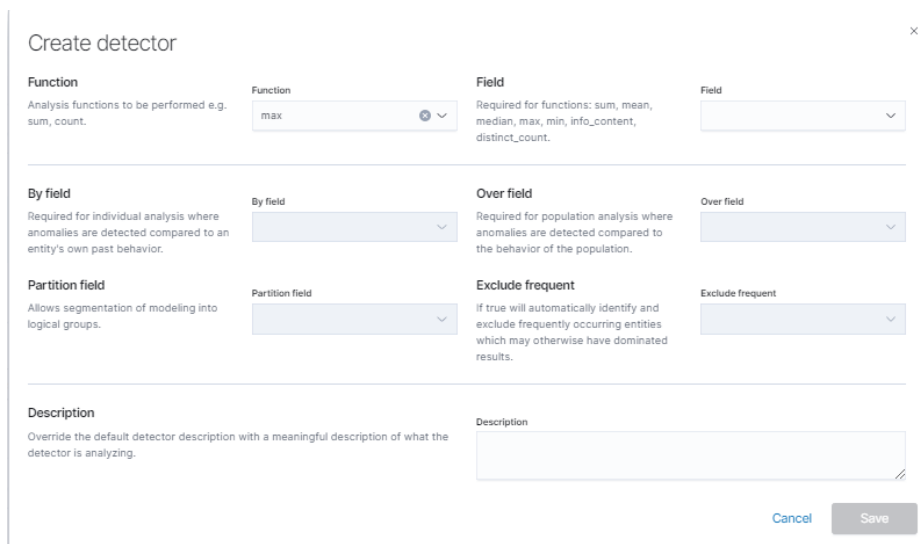 Create detector
Function
Analysis functions to be performed e.g.
sum, count.
Function
max
Field
Required for functions: sum, mean,
median, max, min, info_content,
distinct_count.
Field
By field
Required for individual analysis where
anomalies are detected compared to an
entity's own past behavior.
By field
Over field
Required for population analysis where
anomalies are detected compared to
the behavior of the population.
Over field
Partition field
Allows segmentation of modeling into
logical groups.
Partition field
Exclude frequent
If true will automatically identify and
exclude frequently occurring entities
which may otherwise have dominated
results.
Exclude frequent
Description
Override the default detector description with a meaningful description of what the
detector is analyzing.
Description
Cancel
Save